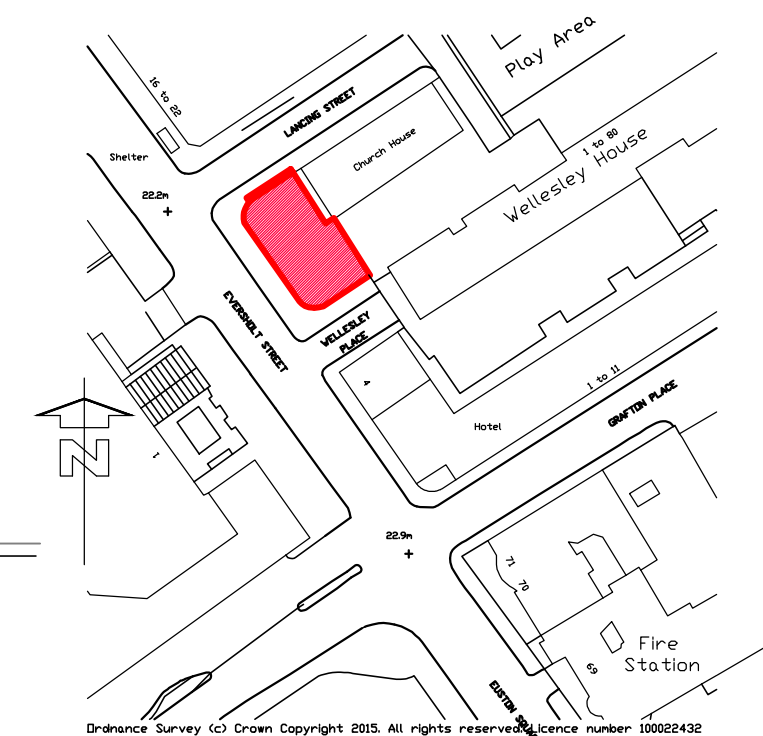 Play Area
16 to 22
LANCING STREET
Church House
1 to 80
Shelter
Wellesley House
22.2m
EVERSHOLT STREET
WELLESLEY
PLACE
4
1 to 11
GRAFTON PLACE
Hotel
N
1
22.9m
71
70
Fire
Station
69
EUSTON
Ordnance Survey (c) Crown Copyright 2015. All rights reserved. Licence number 100022432